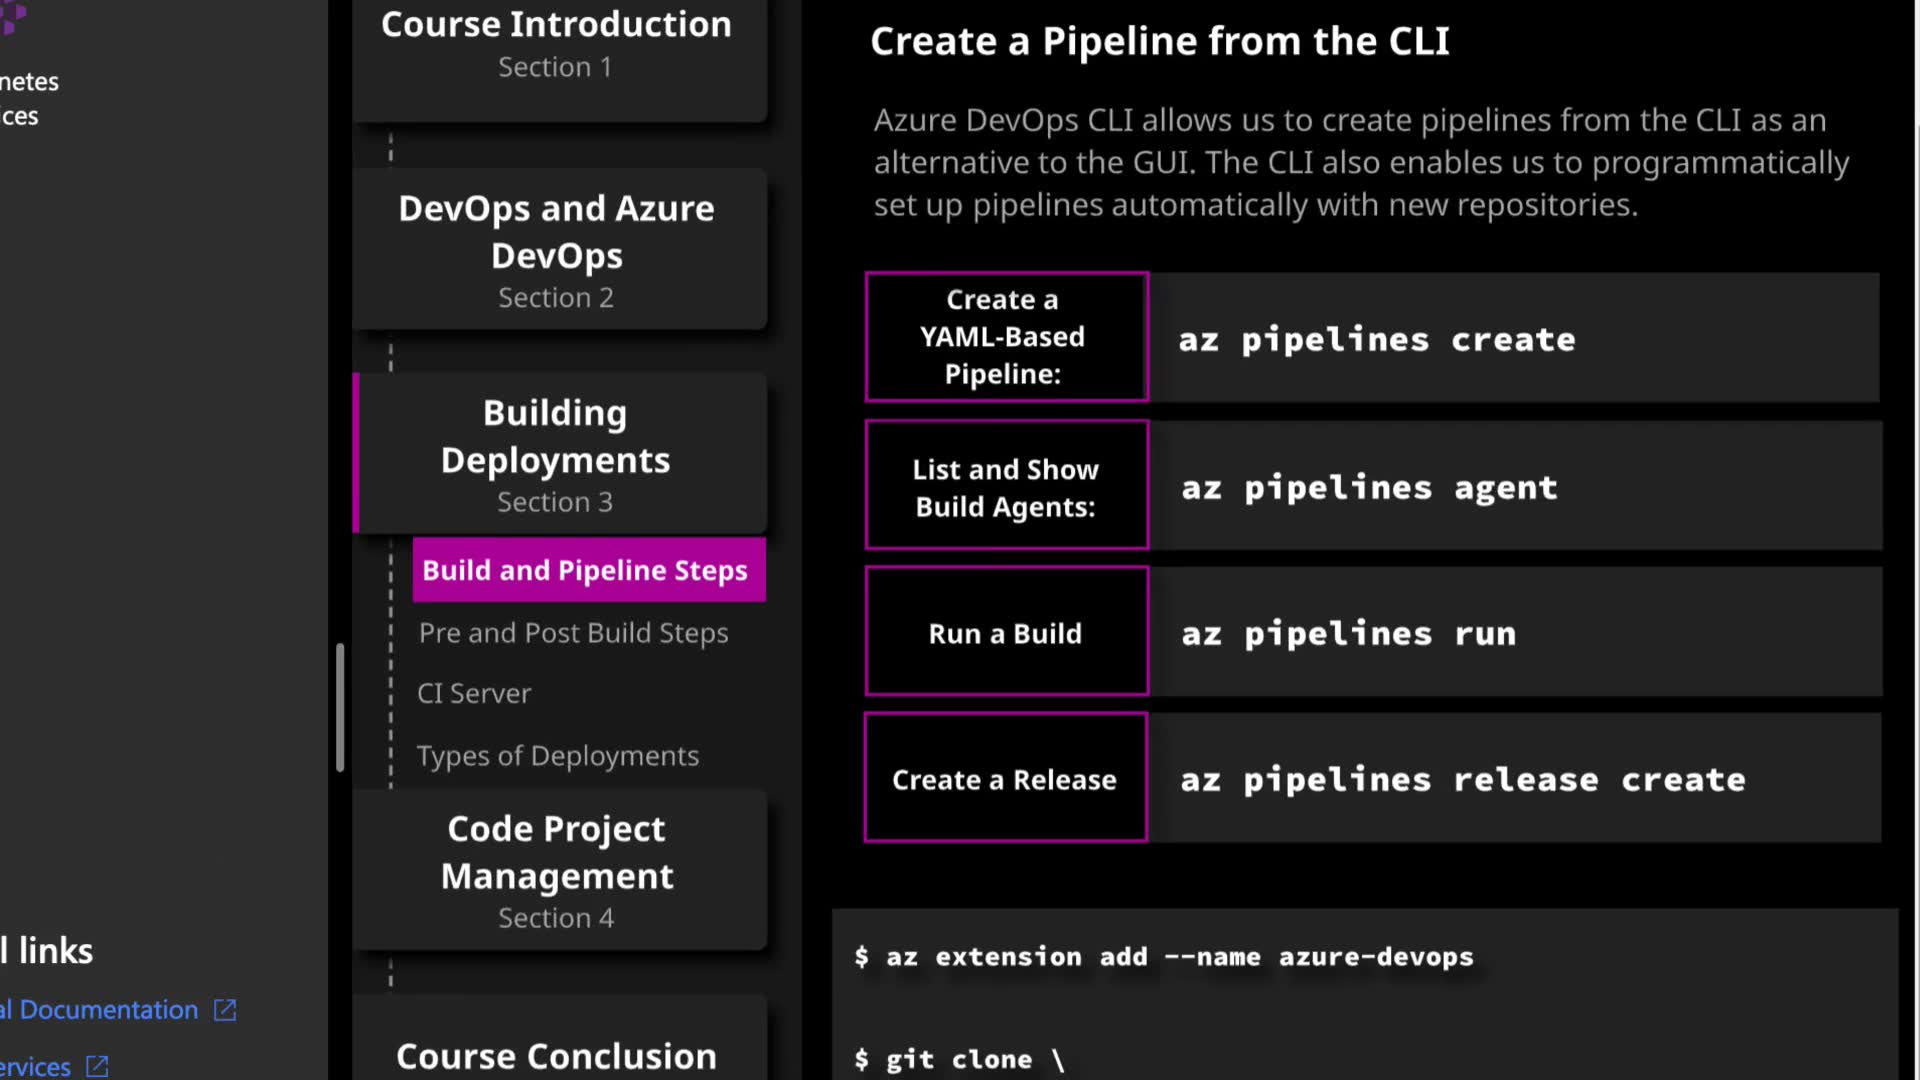 netes
ices
l links
al Documentation
ervices
Course Introduction
Section 1
DevOps and Azure
DevOps
Section 2
Building
Deployments
Section 3
Build and Pipeline Steps
Pre and Post Build Steps
CI Server
Types of Deployments
Code Project
Management
Section 4
Course Conclusion
Create a Pipeline from the CLI
Azure DevOps CLI allows us to create pipelines from the CLI as an
alternative to the GUI. The CLI also enables us to programmatically
set up pipelines automatically with new repositories.
Create a
YAML-Based
Pipeline:
az pipelines create
List and Show
Build Agents:
az pipelines agent
Run a Build
az pipelines run
Create a Release
az pipelines release create
$ az extension add --name azure-devops
$ git clone \